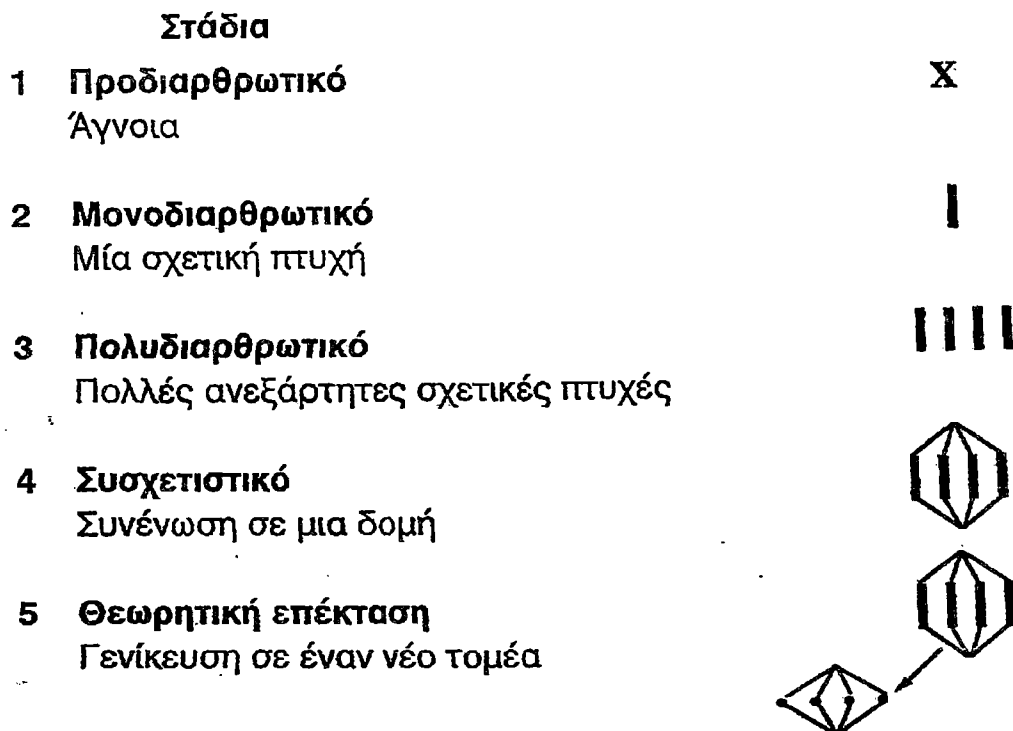 Στάδια
1 Προδιαρθρωτικό X
Άγνοια
2 Μονοδιαρθρωτικό
Μία σχετική πτυχή
3 Πολυδιαρθρωτικό
Πολλές ανεξάρτητες σχετικές πτυχές
4 Συσχετιστικό
Συνένωση σε μια δομή
5 Θεωρητική επέκταση
Γενίκευση σε έναν νέο τομέα